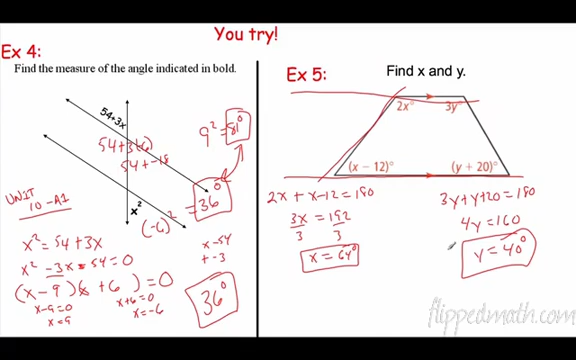 You try!
Ex 4:
Find the measure of the angle indicated in bold.
54+3x
54+3(-6)
54+-18
9² = 81°
x²
(-6)² = 36°
UNIT
10-A1
x² = 54+3x
x² -3x -54 = 0
(x-9)(x+6) = 0
x-9=0
x=9
x+6=0
x=-6
x-54
+-3
36°
Ex 5:
Find x and y.
2x°
3y°
(x − 12)°
(y + 20)°
2x + x-12 = 180
3x = 192
3 3
x = 64°
3y + y+20 = 180
4y = 160
y = 40°
flippedmath.com